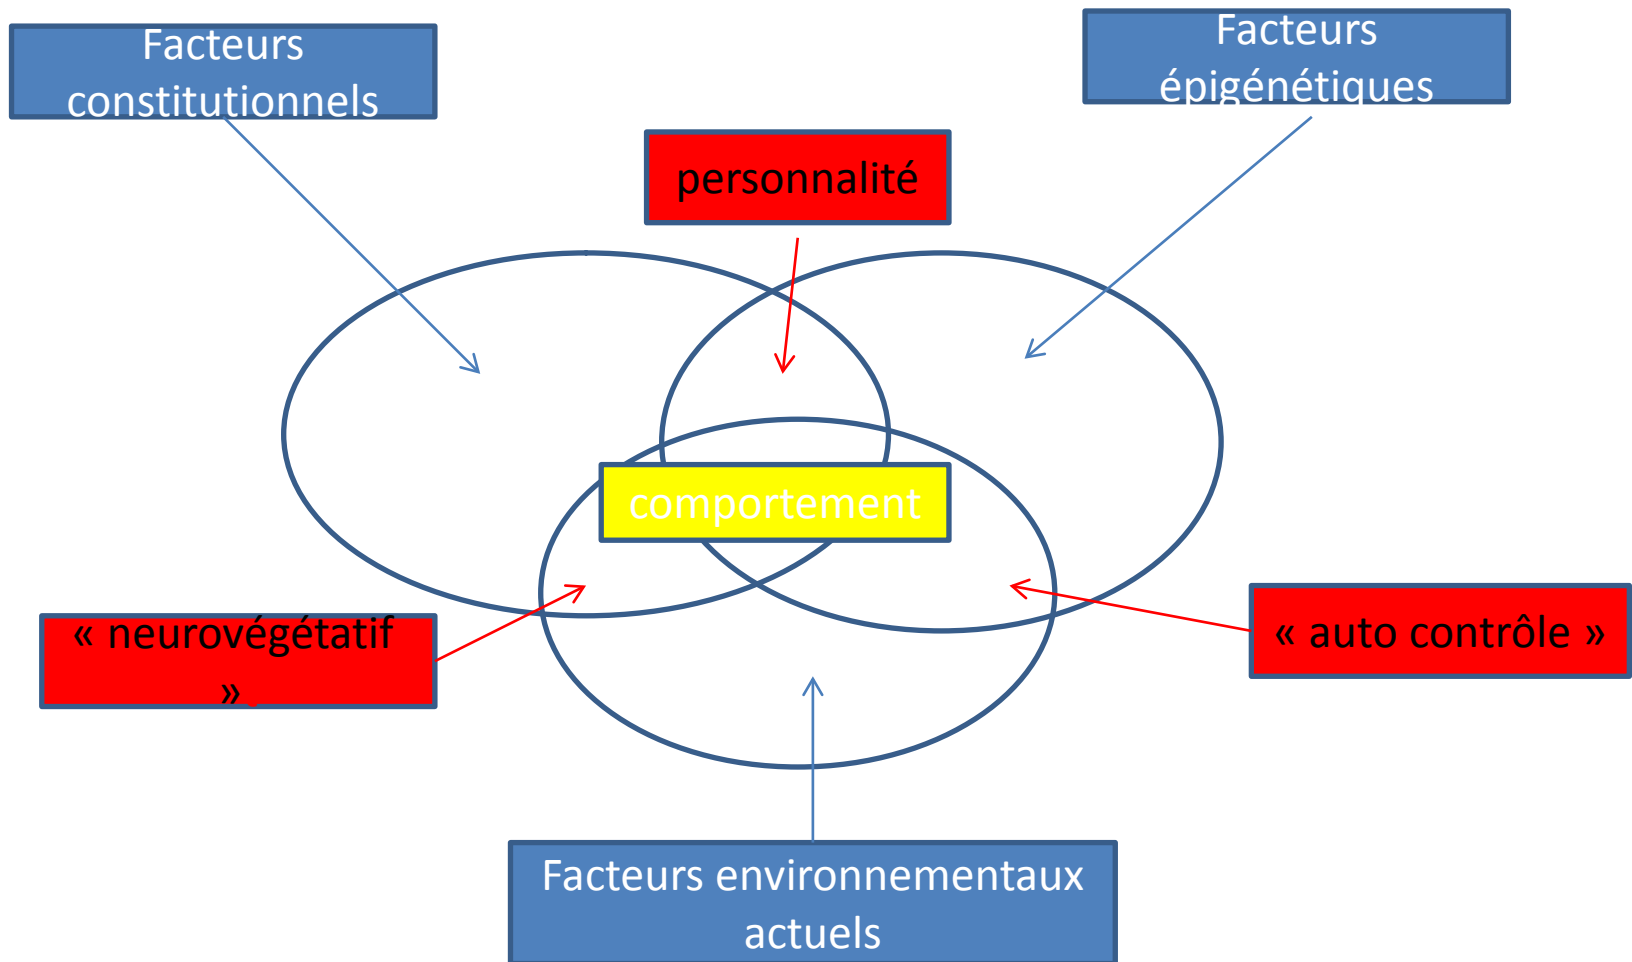 Facteurs
constitutionnels
Facteurs
épigénétiques
personnalité
comportement
« neurovégétatif
»
« auto contrôle »
Facteurs environnementaux
actuels